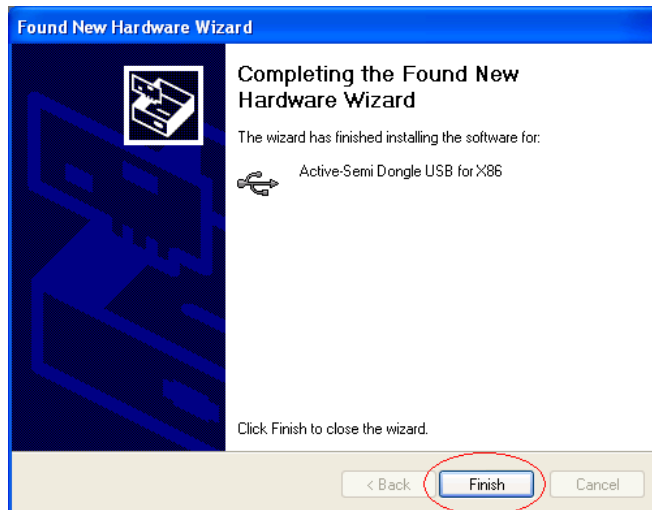 Found New Hardware Wizard
Completing the Found New
Hardware Wizard
The wizard has finished installing the software for:
Active-Semi Dongle USB for X86
Click Finish to close the wizard.
< Back
Finish
Cancel